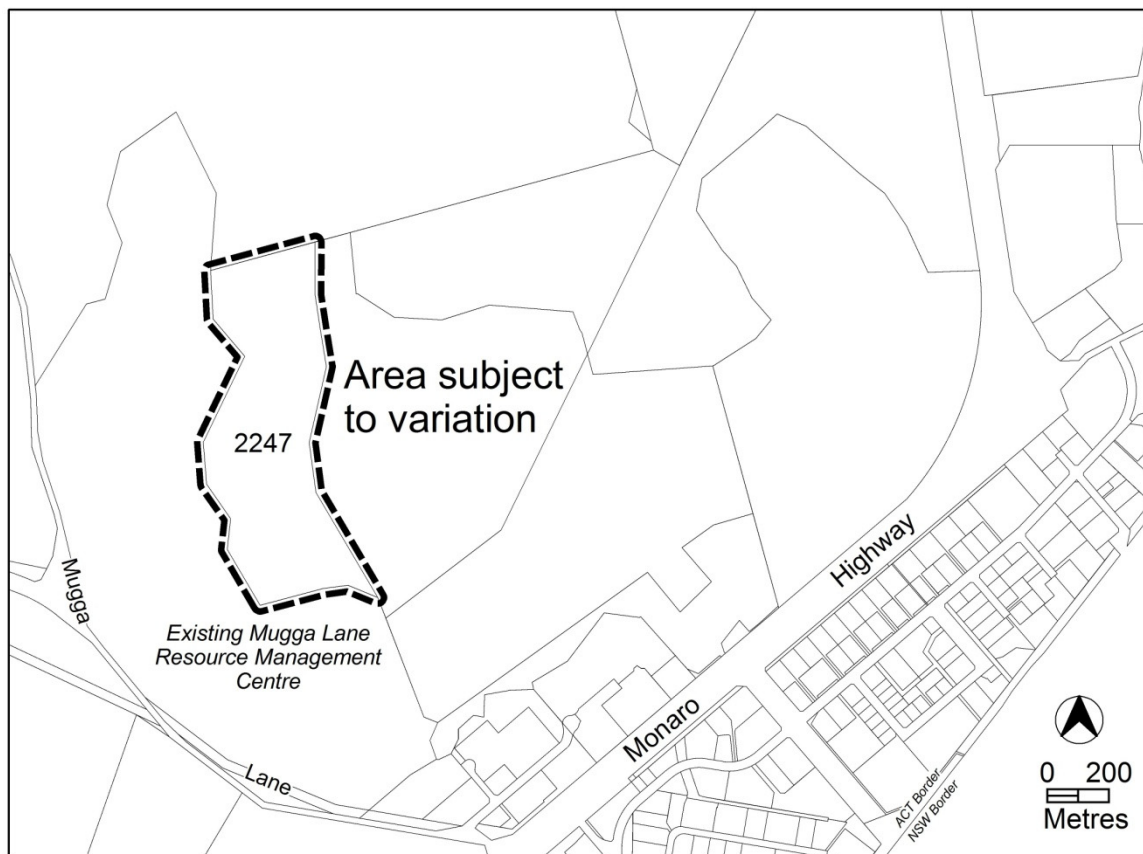 Area subject
to variation
2247
Mugga
Existing Mugga Lane
Resource Management
Centre
Lane
Monaro
Highway
ACT Border
NSW Border
0 200
Metres